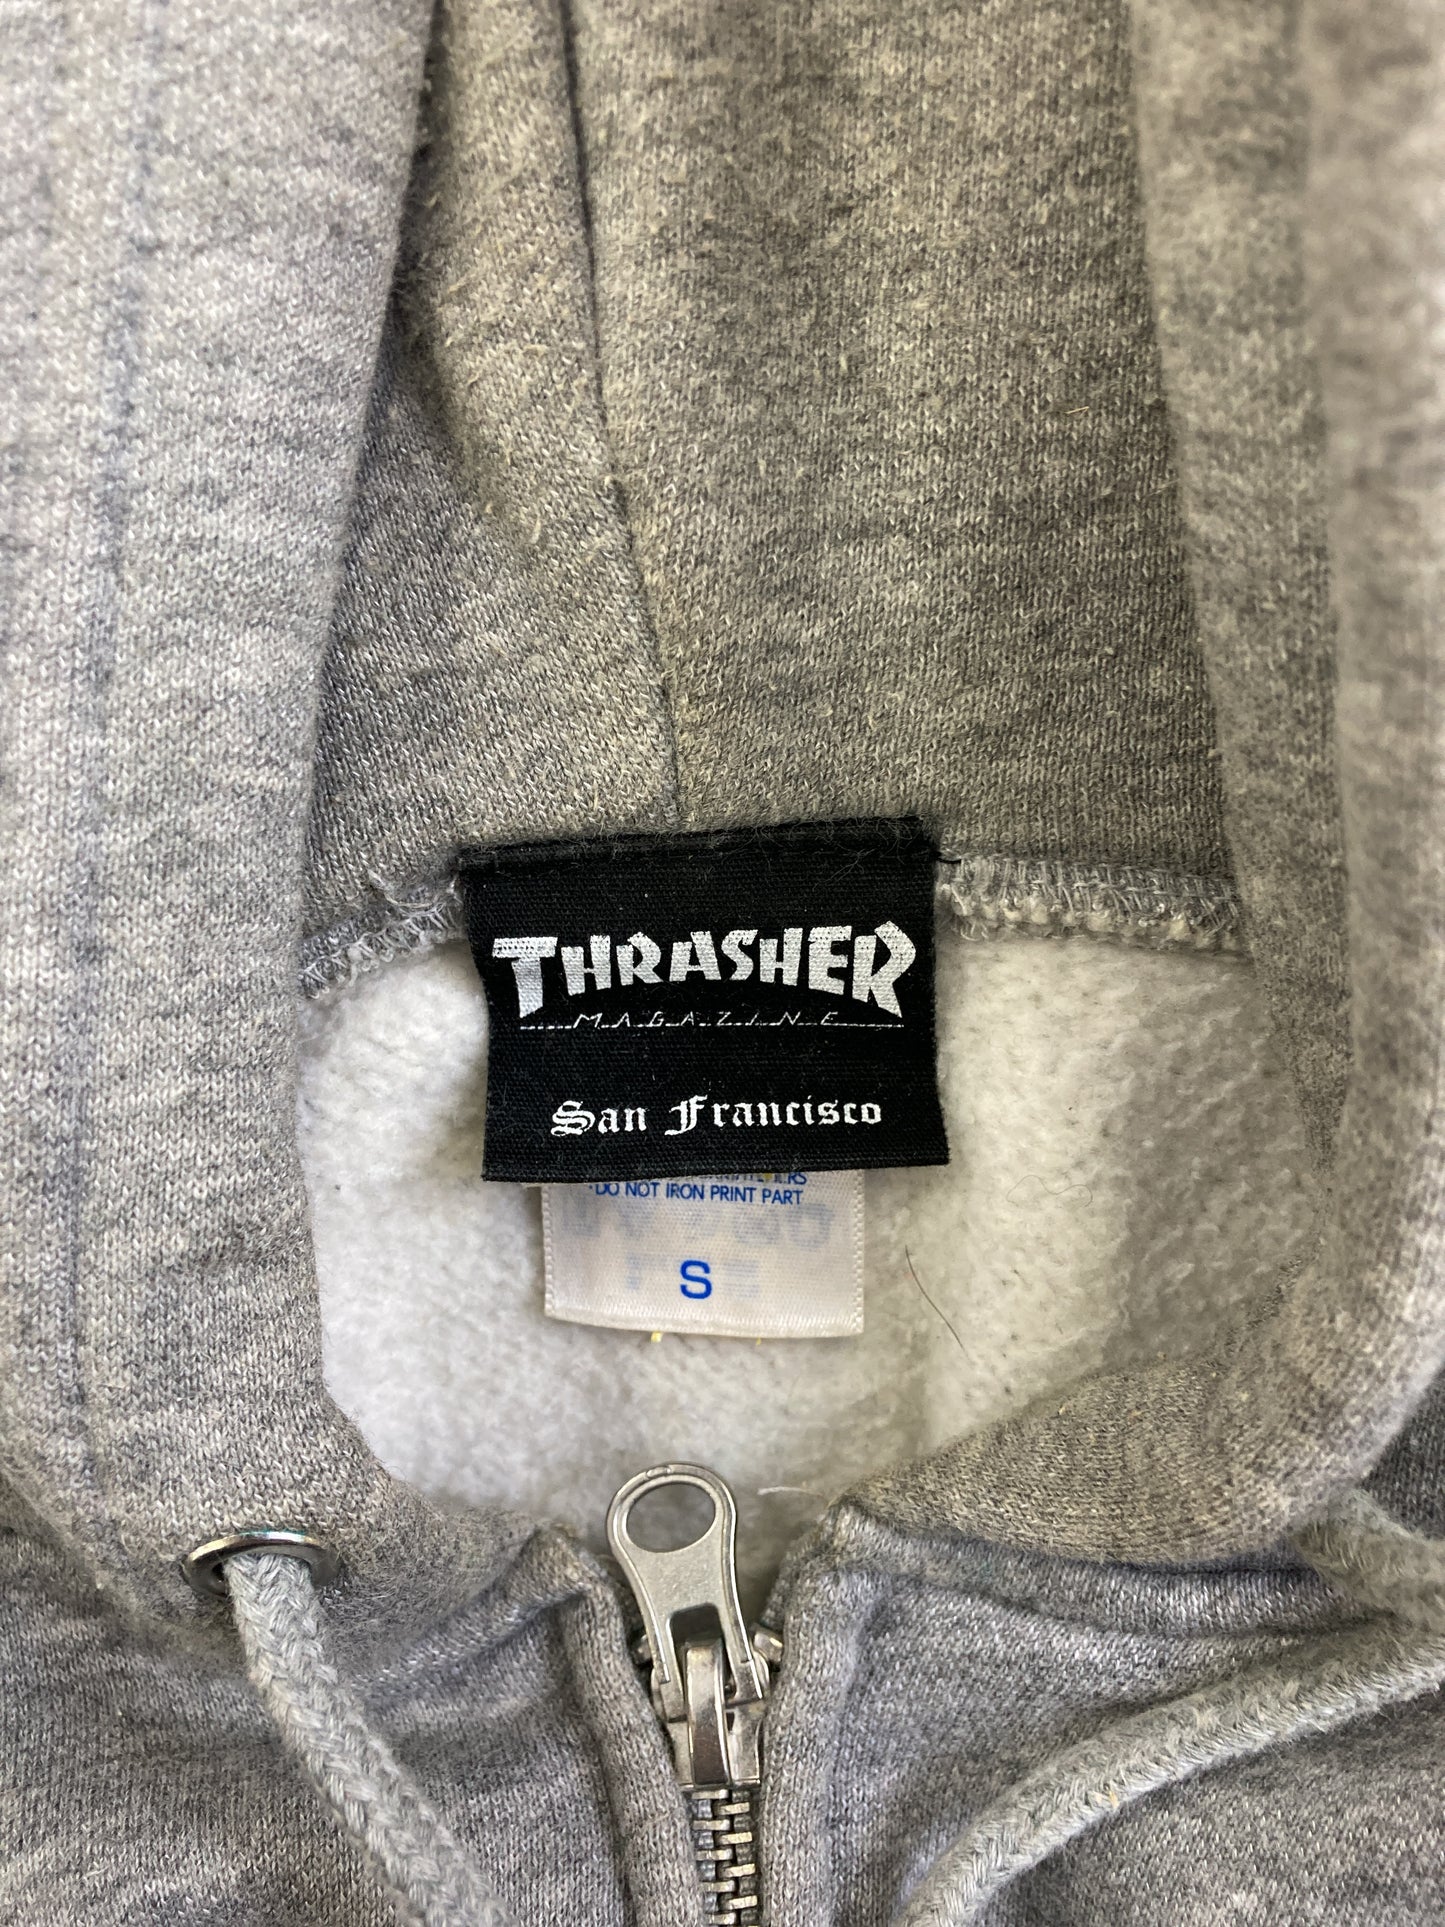 THRASHER
MAGAZINE
San Francisco
DO NOT IRON PRINT PART
S